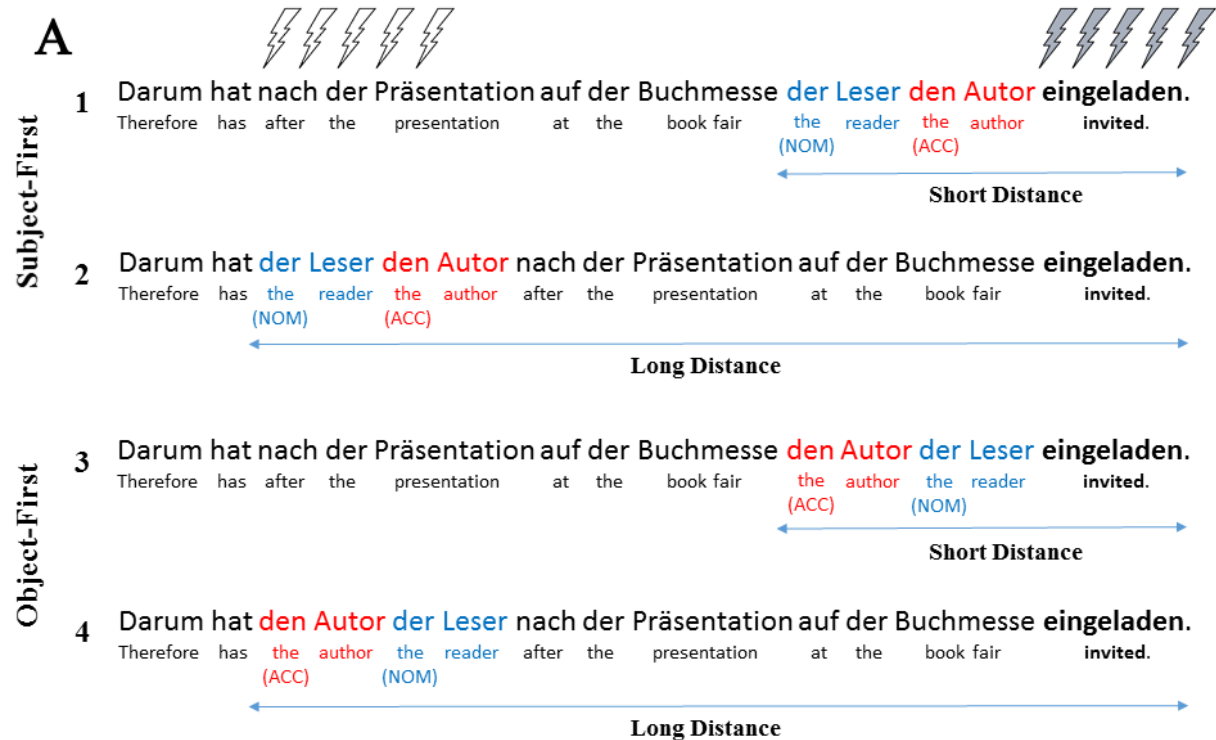 A
Subject-First
1
Darum hat nach der Präsentation auf der Buchmesse der Leser den Autor eingeladen.
Therefore has after the presentation at the book fair the reader the author invited.
(NOM) (ACC)
Short Distance
2
Darum hat der Leser den Autor nach der Präsentation auf der Buchmesse eingeladen.
Therefore has the reader the author after the presentation at the book fair invited.
(NOM) (ACC)
Long Distance
Object-First
3
Darum hat nach der Präsentation auf der Buchmesse den Autor der Leser eingeladen.
Therefore has after the presentation at the book fair the author the reader invited.
(ACC) (NOM)
Short Distance
4
Darum hat den Autor der Leser nach der Präsentation auf der Buchmesse eingeladen.
Therefore has the author the reader after the presentation at the book fair invited.
(ACC) (NOM)
Long Distance